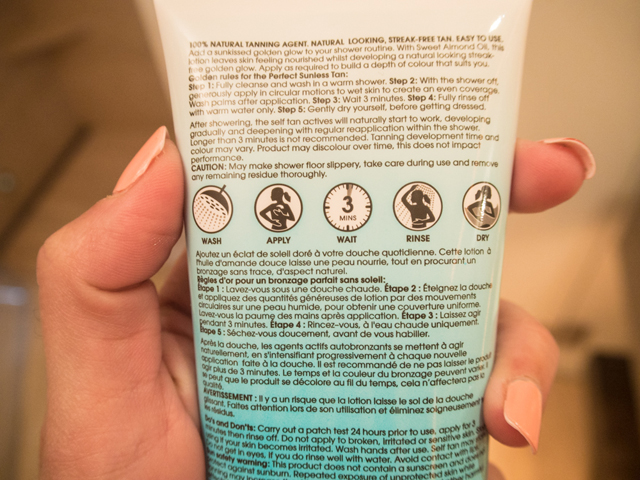 100% NATURAL TANNING AGENT. NATURAL LOOKING, STREAK-FREE TAN. EASY TO USE.
Add a sunkissed golden glow to your shower routine. With Sweet Almond Oil, this
lotion leaves skin feeling nourished whilst developing a natural looking streak-
free golden glow. Apply as required to build a depth of colour that suits you.
Golden rules for the Perfect Sunless Tan:
Step 1: Fully cleanse and wash in a warm shower. Step 2: With the shower off,
generously apply in circular motions to wet skin to create an even coverage.
Wash palms after application. Step 3: Wait 3 minutes. Step 4: Fully rinse off
with warm water only. Step 5: Gently dry yourself, before getting dressed.
After showering, the self tan actives will naturally start to work, developing
gradually and deepening with regular reapplication within the shower.
Longer than 3 minutes is not recommended. Tanning development time and
colour may vary. Product may discolour over time, this does not impact
performance.
CAUTION: May make shower floor slippery, take care during use and remove
any remaining residue thoroughly.
3
MINS
WASH APPLY WAIT RINSE DRY
Ajoutez un éclat de soleil doré à votre douche quotidienne. Cette lotion à
l'huile d'amande douce laisse une peau nourrie, tout en procurant un
bronzage sans trace, d'aspect naturel.
Règles d'or pour un bronzage parfait sans soleil:
Étape 1 : Lavez-vous sous une douche chaude. Étape 2 : Éteignez la douche
et appliquez des quantités généreuses de lotion par des mouvements
circulaires sur une peau humide, pour obtenir une couverture uniforme.
Lavez-vous la paume des mains après application. Étape 3 : Laissez agir
pendant 3 minutes. Étape 4 : Rincez-vous, à l'eau chaude uniquement.
Étape 5 : Séchez-vous doucement, avant de vous habiller.
Après la douche, les agents actifs autobronzants se mettent à agir
naturellement, en s'intensifiant progressivement à chaque nouvelle
application faite à la douche. Il est recommandé de ne pas laisser le produit
agir plus de 3 minutes. Le temps et la couleur du bronzage peuvent varier. Il
se peut que le produit se décolore au fil du temps, cela n'affectera pas sa
qualité.
AVERTISSEMENT : Il y a un risque que la lotion laisse le sol de la douche
glissant. Faites attention lors de son utilisation et éliminez soigneusement
les résidus.
Do's and Don'ts: Carry out a patch test 24 hours prior to use, apply for 3
minutes then rinse off. Do not apply to broken, irritated or sensitive skin
if your skin becomes irritated. Wash hands after use. Self tan may
not get in eyes, if you do rinse well with water. Avoid contact with
safety warning: This product does not contain a sunscreen and does
protect against sunburn. Repeated exposure of unprotected skin while
tanning may increase